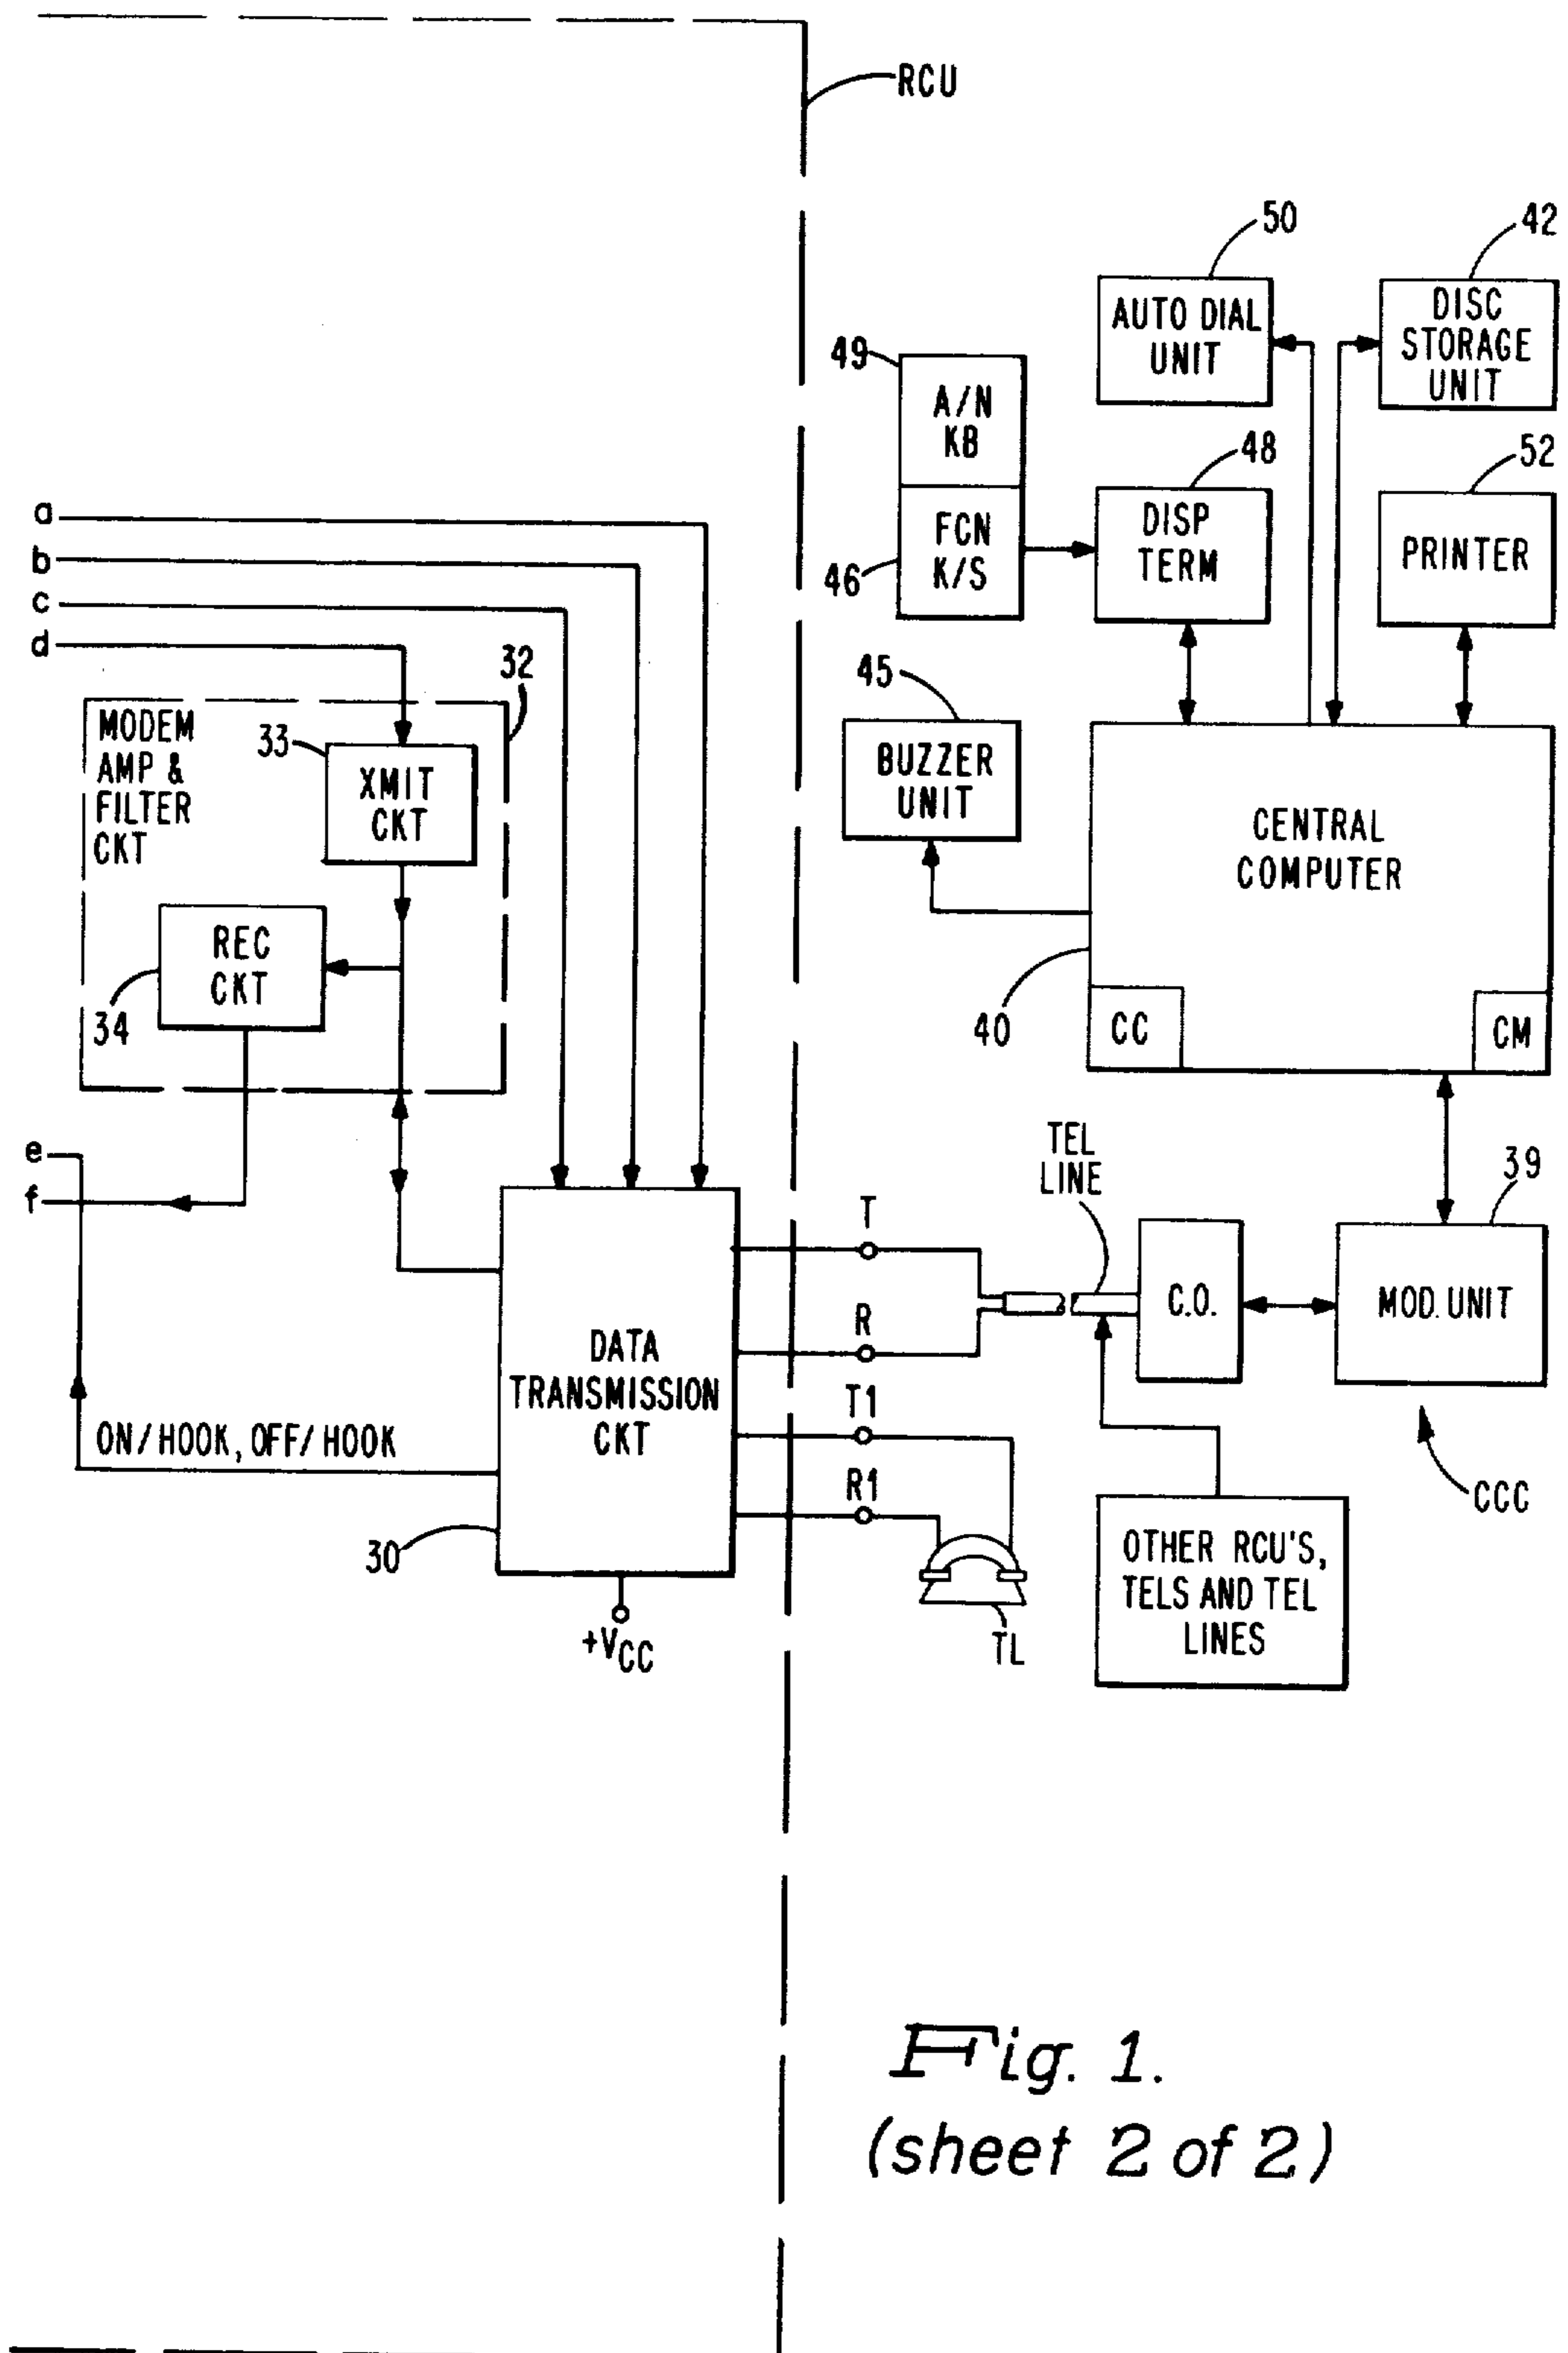 RCU
50
42
AUTO DIAL
UNIT
DISC
STORAGE
UNIT
49
A/N
KB
48
52
FCN
K/S
46
DISP
TERM
PRINTER
a
b
c
d
32
45
MODEM
AMP &
FILTER
CKT
33
XMIT
CKT
BUZZER
UNIT
CENTRAL
COMPUTER
REC
CKT
34
40
CC
CM
TEL
LINE
39
e
f
T
R
C.O.
MOD. UNIT
DATA
TRANSMISSION
CKT
T1
ON/HOOK, OFF/HOOK
R1
CCC
30
OTHER RCU'S,
TELS AND TEL
LINES
TL
+VCC
Fig. 1.
(sheet 2 of 2)